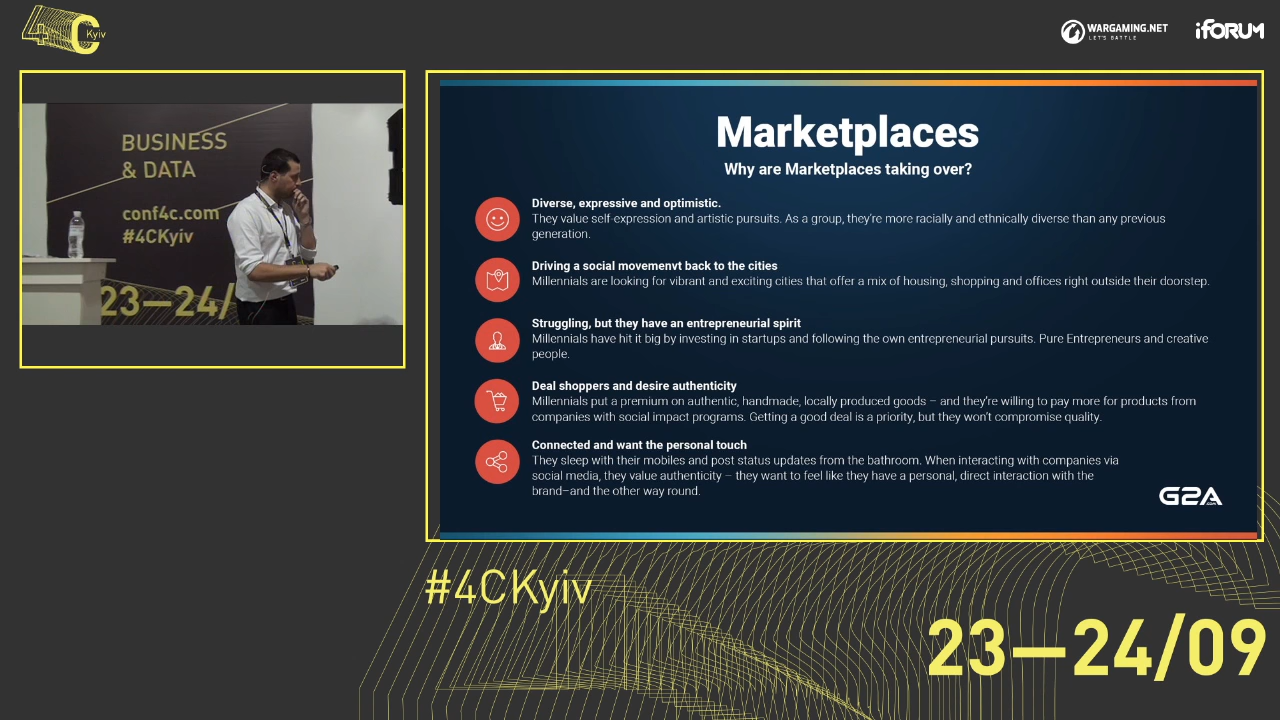 4C Kyiv
WARGAMING.NET
LET'S BATTLE
iFORUM
BUSINESS
& DATA
conf4c.com
#4CKyiv
23—24/
Marketplaces
Why are Marketplaces taking over?
Diverse, expressive and optimistic.
They value self-expression and artistic pursuits. As a group, they're more racially and ethnically diverse than any previous
generation.
Driving a social movemenvt back to the cities
Millennials are looking for vibrant and exciting cities that offer a mix of housing, shopping and offices right outside their doorstep.
Struggling, but they have an entrepreneurial spirit
Millennials have hit it big by investing in startups and following the own entrepreneurial pursuits. Pure Entrepreneurs and creative
people.
Deal shoppers and desire authenticity
Millennials put a premium on authentic, handmade, locally produced goods – and they're willing to pay more for products from
companies with social impact programs. Getting a good deal is a priority, but they won't compromise quality.
Connected and want the personal touch
They sleep with their mobiles and post status updates from the bathroom. When interacting with companies via
social media, they value authenticity – they want to feel like they have a personal, direct interaction with the
brand–and the other way round.
G2A
.COM
#4CKyiv
23—24/09